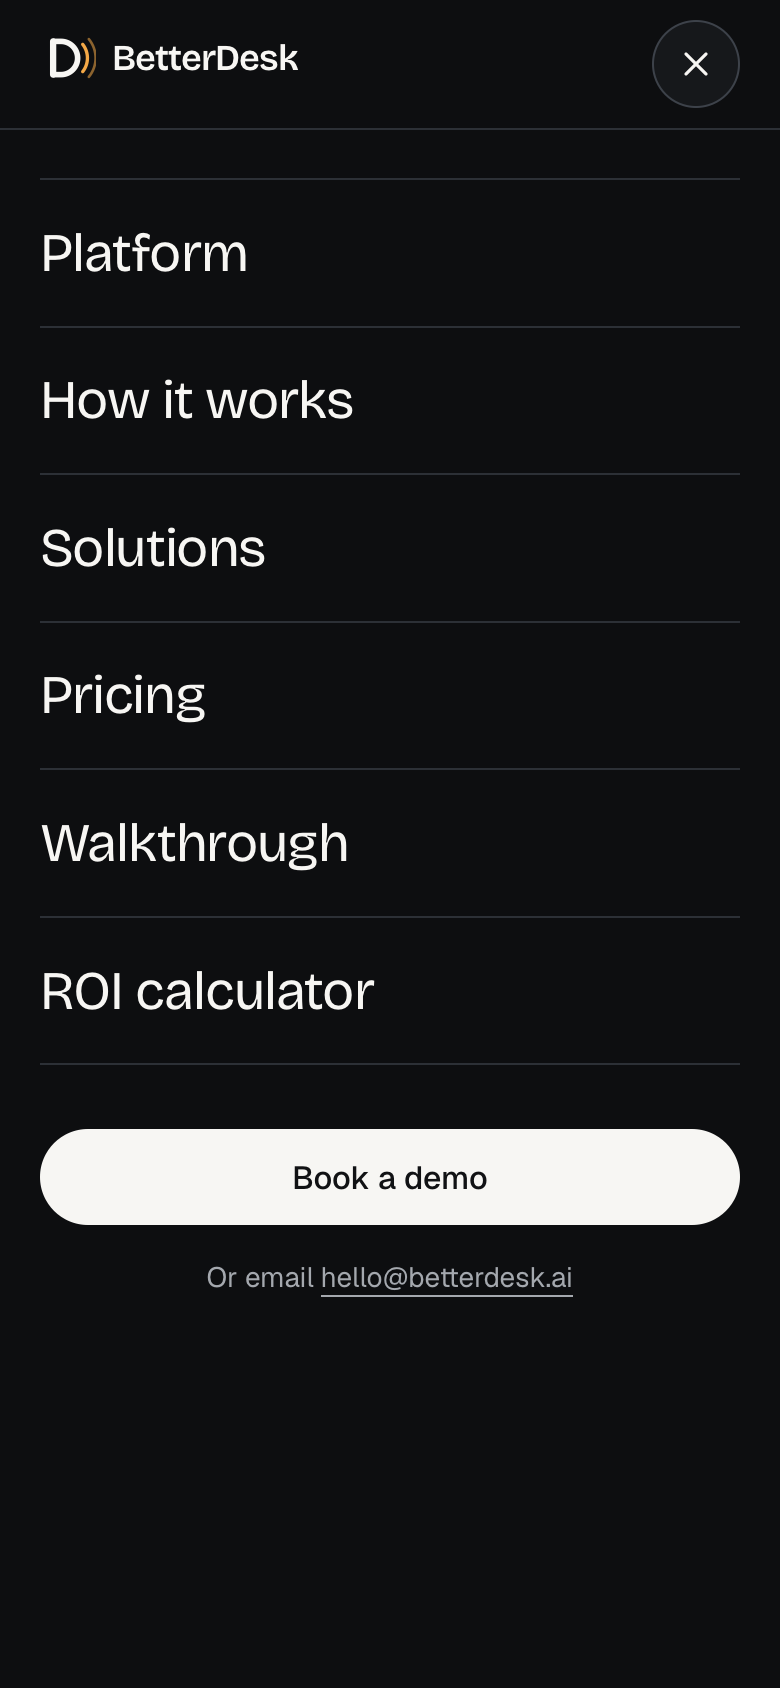 BetterDesk
Platform
How it works
Solutions
Pricing
Walkthrough
ROI calculator
Book a demo
Or email hello@betterdesk.ai